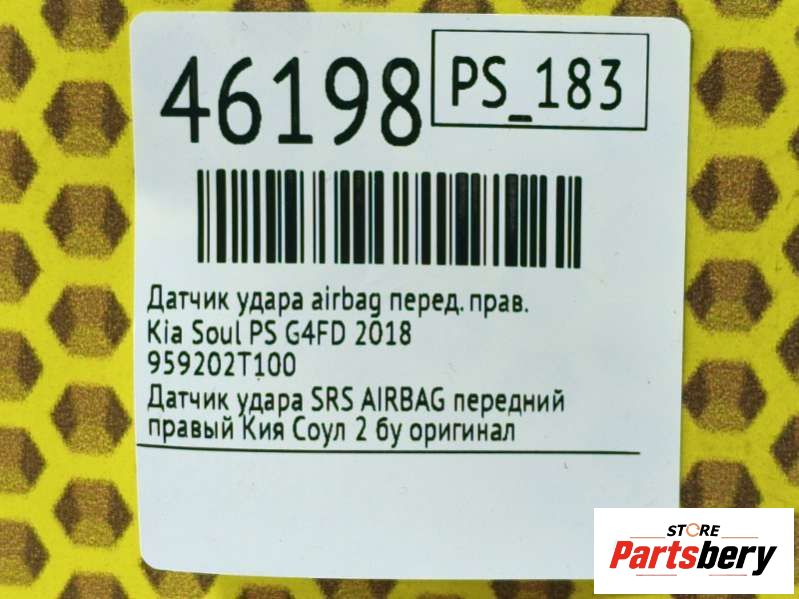 46198
PS_183
Датчик удара airbag перед. прав.
Kia Soul PS G4FD 2018
959202T100
Датчик удара SRS AIRBAG передний
правый Кия Соул 2 бу оригинал
STORE
Partsbery